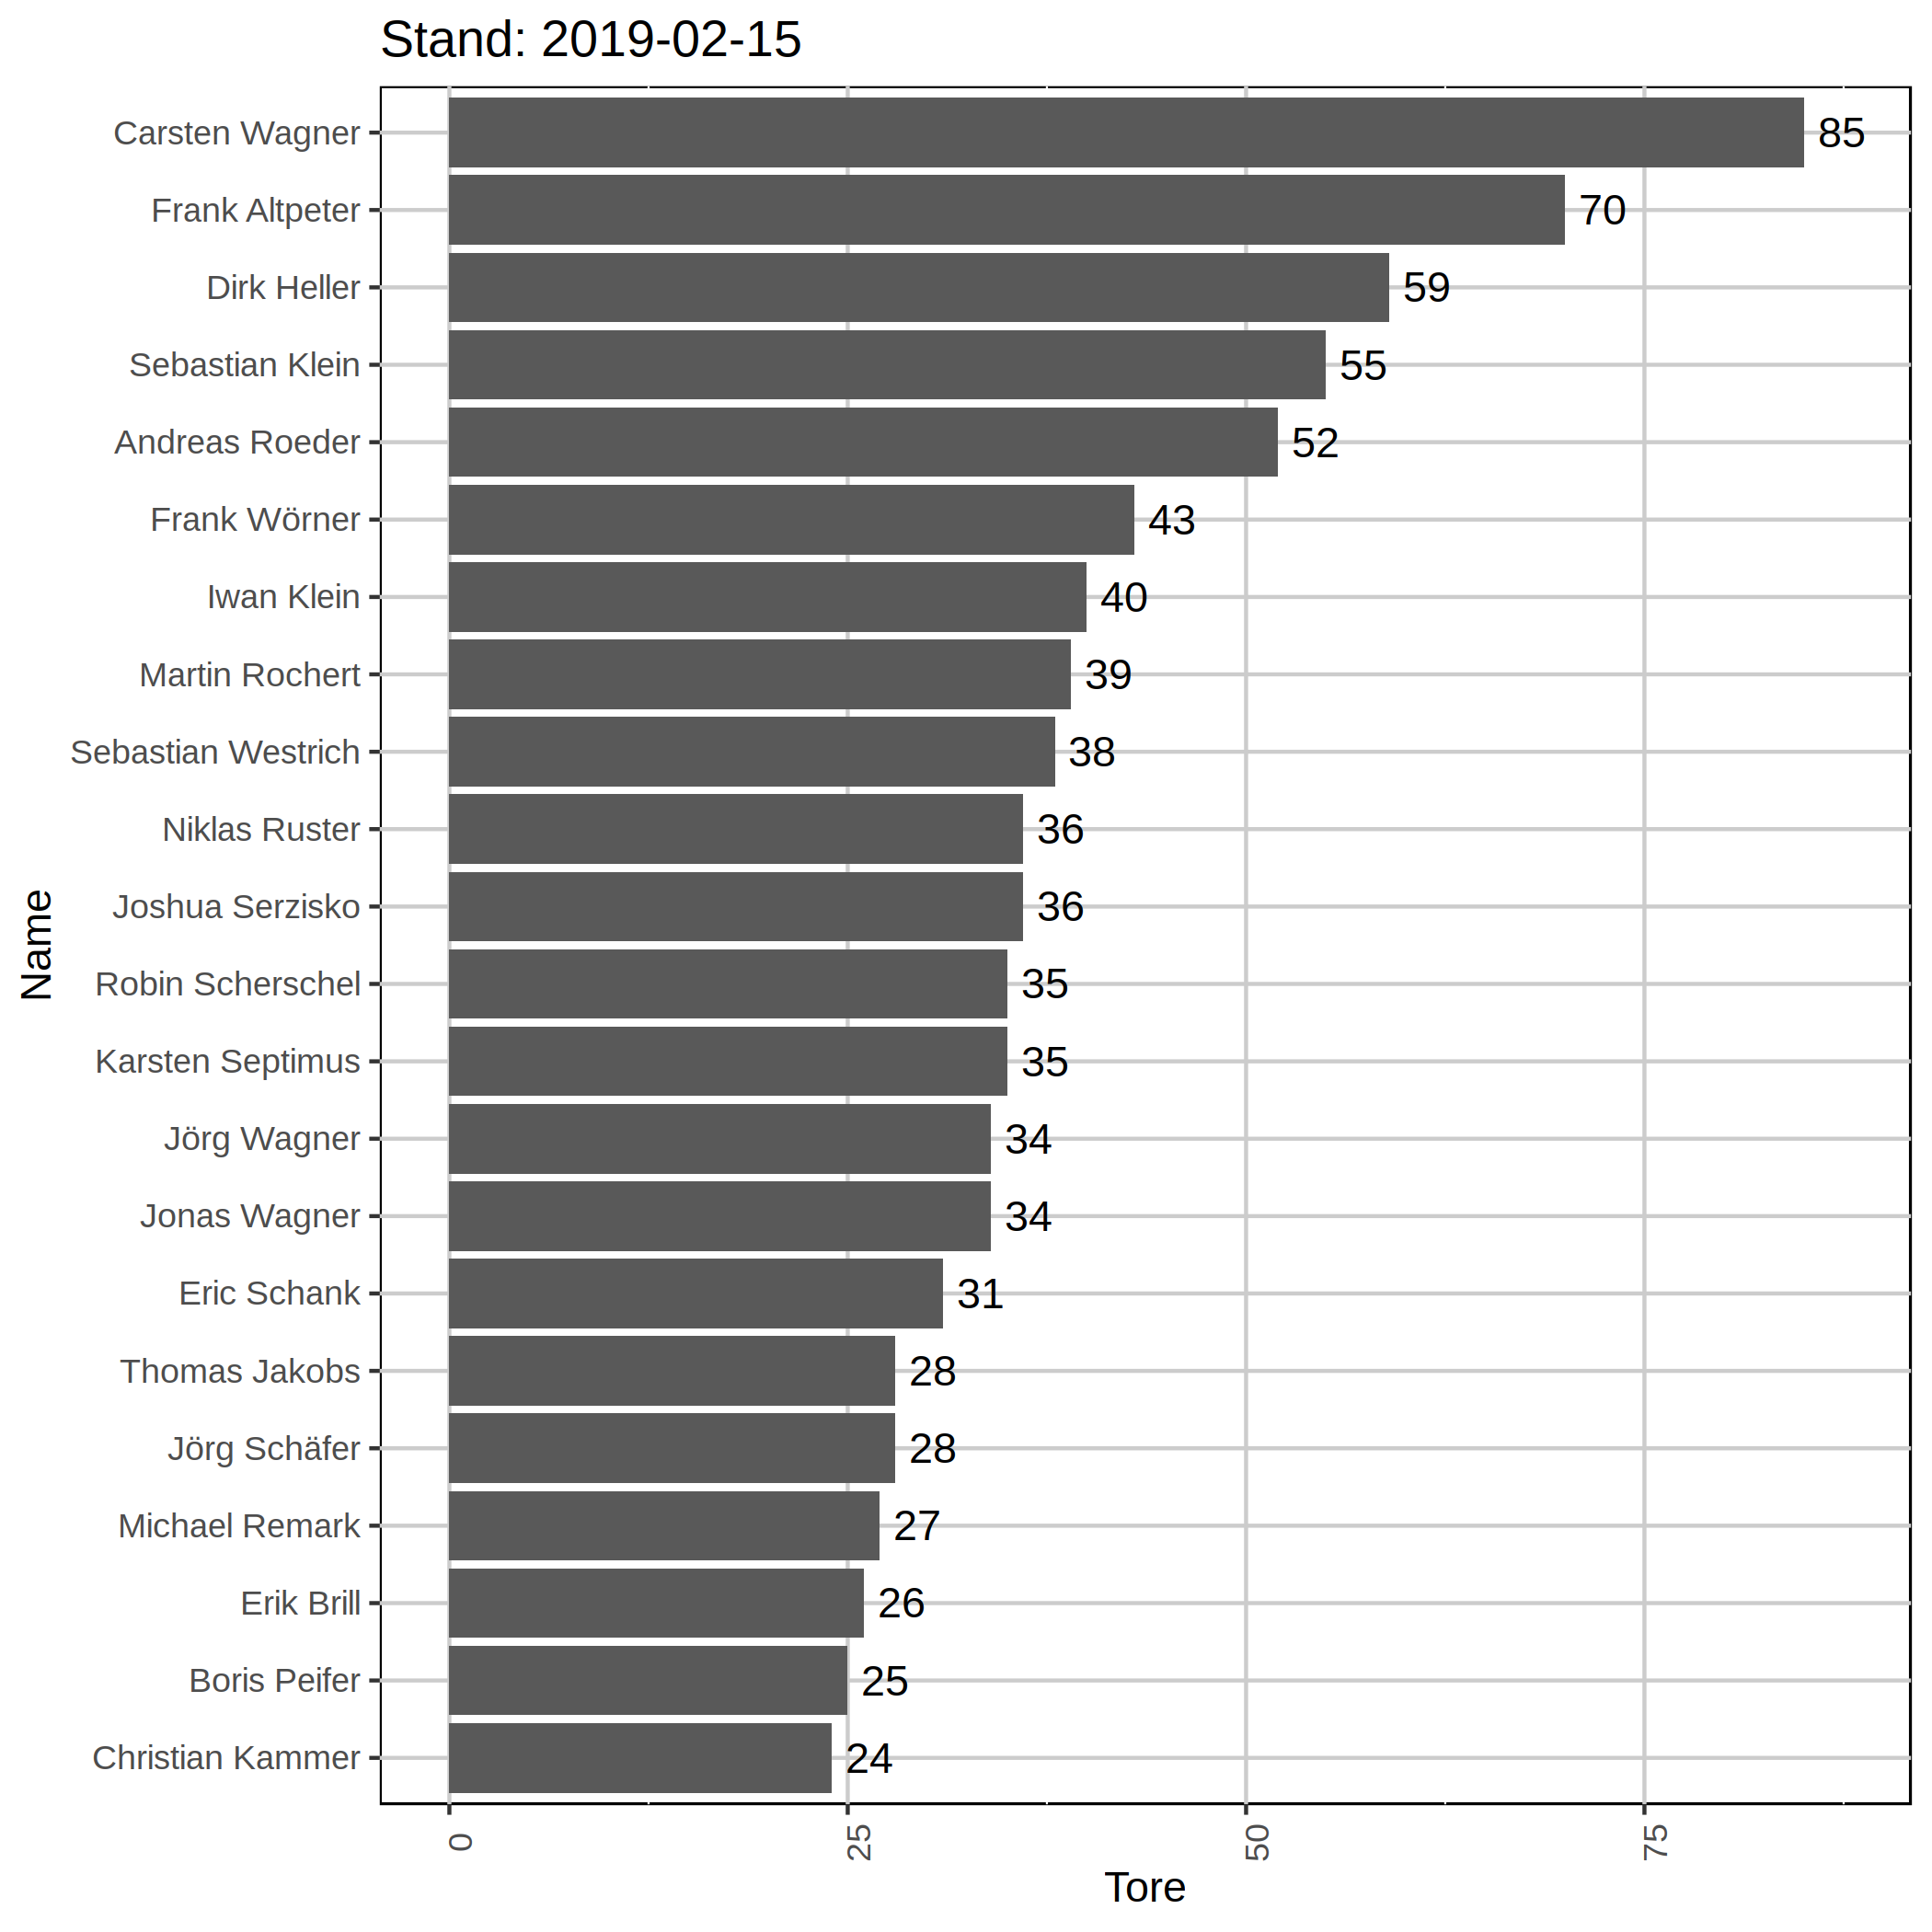 Stand: 2019-02-15
Carsten Wagner 85
Frank Altpeter 70
Dirk Heller 59
Sebastian Klein 55
Andreas Roeder 52
Frank Wörner 43
Iwan Klein 40
Martin Rochert 39
Sebastian Westrich 38
Niklas Ruster 36
Joshua Serzisko 36
Robin Scherschel 35
Karsten Septimus 35
Jörg Wagner 34
Jonas Wagner 34
Eric Schank 31
Thomas Jakobs 28
Jörg Schäfer 28
Michael Remark 27
Erik Brill 26
Boris Peifer 25
Christian Kammer 24
Name
0 25 50 75
Tore